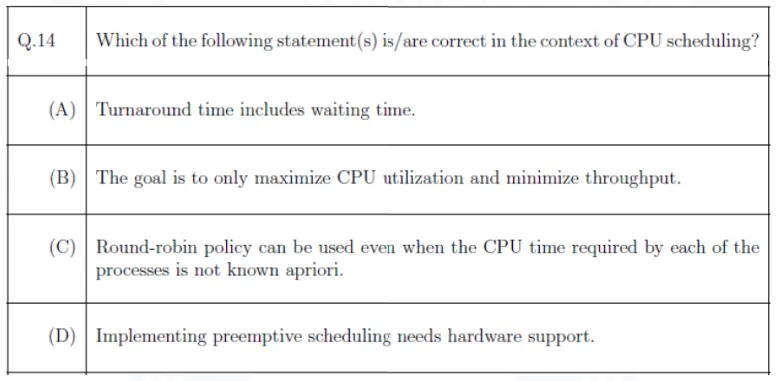 Q.14 Which of the following statement(s) is/are correct in the context of CPU scheduling?
(A) Turnaround time includes waiting time.
(B) The goal is to only maximize CPU utilization and minimize throughput.
(C) Round-robin policy can be used even when the CPU time required by each of the
processes is not known apriori.
(D) Implementing preemptive scheduling needs hardware support.